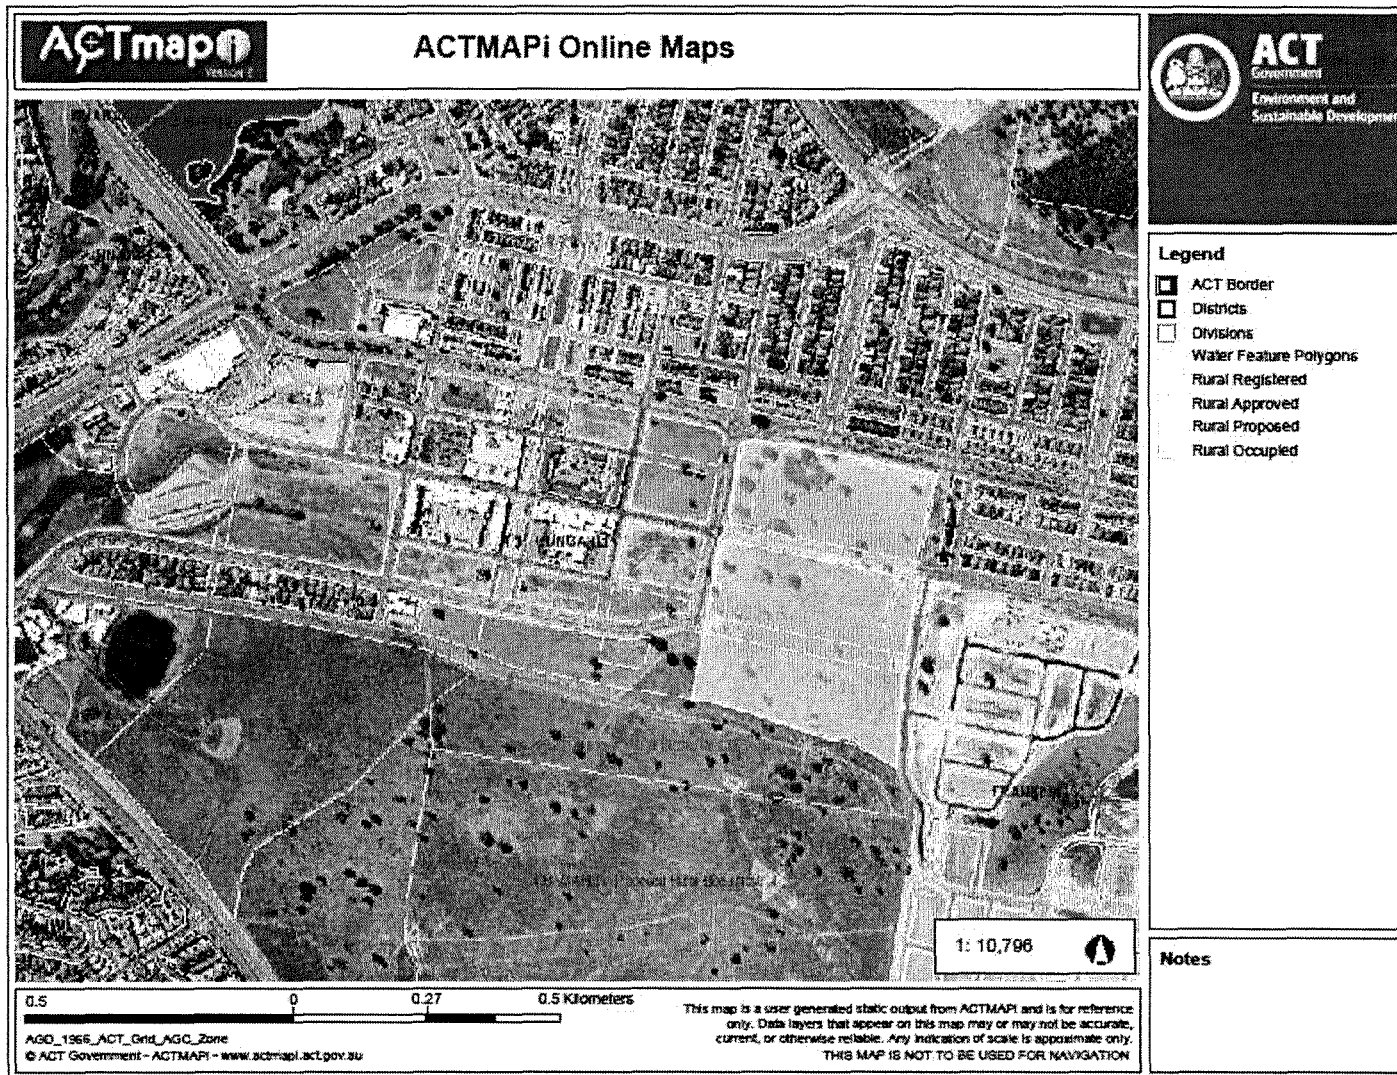 ACTmapi
VERSION 2
ACTMAPi Online Maps
ACT
Government
Environment and
Sustainable Development
Legend
ACT Border
Districts
Divisions
Water Feature Polygons
Rural Registered
Rural Approved
Rural Proposed
Rural Occupied
1: 10,796
Notes
0.5 0 0.27 0.5 Kilometers
AGD_1966_ACT_Grid_AGC_Zone
© ACT Government - ACTMAPi - www.actmapi.act.gov.au
This map is a user generated static output from ACTMAPi and is for reference
only. Data layers that appear on this map may or may not be accurate,
current, or otherwise reliable. Any indication of scale is approximate only.
THIS MAP IS NOT TO BE USED FOR NAVIGATION